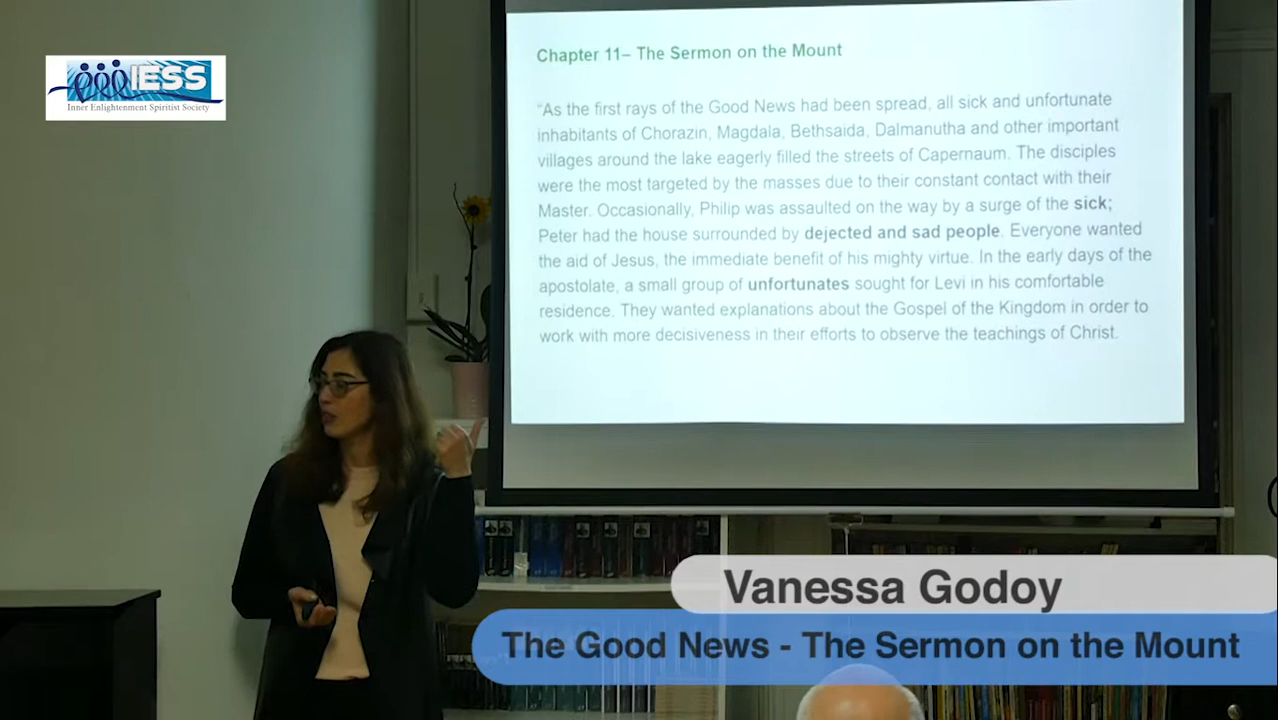 IESS
Inner Enlightenment Spiritist Society
Chapter 11– The Sermon on the Mount
“As the first rays of the Good News had been spread, all sick and unfortunate
inhabitants of Chorazin, Magdala, Bethsaida, Dalmanutha and other important
villages around the lake eagerly filled the streets of Capernaum. The disciples
were the most targeted by the masses due to their constant contact with their
Master. Occasionally, Philip was assaulted on the way by a surge of the sick;
Peter had the house surrounded by dejected and sad people. Everyone wanted
the aid of Jesus, the immediate benefit of his mighty virtue. In the early days of the
apostolate, a small group of unfortunates sought for Levi in his comfortable
residence. They wanted explanations about the Gospel of the Kingdom in order to
work with more decisiveness in their efforts to observe the teachings of Christ.
Vanessa Godoy
The Good News - The Sermon on the Mount